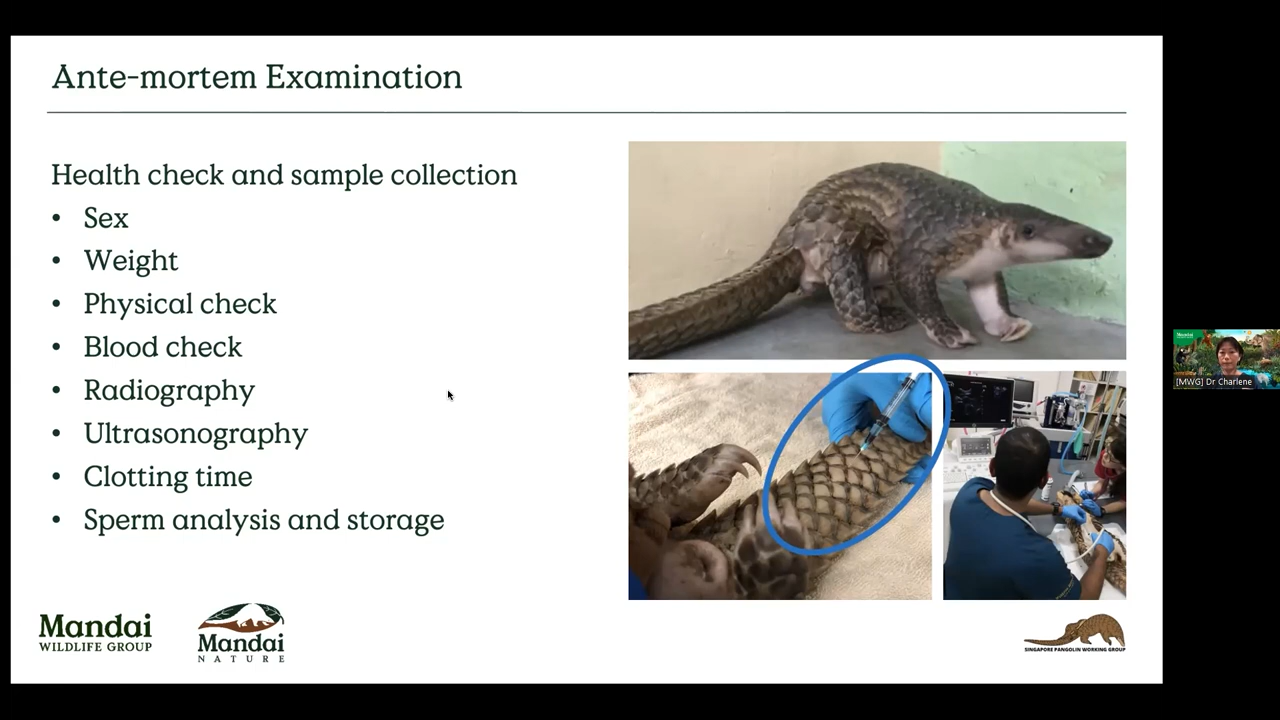 Ante-mortem Examination
Health check and sample collection
• Sex
• Weight
• Physical check
• Blood check
• Radiography
• Ultrasonography
• Clotting time
• Sperm analysis and storage
Mandai
WILDLIFE GROUP
Mandai
NATURE
SINGAPORE PANGOLIN WORKING GROUP
Mandai
[MWG] Dr Charlene